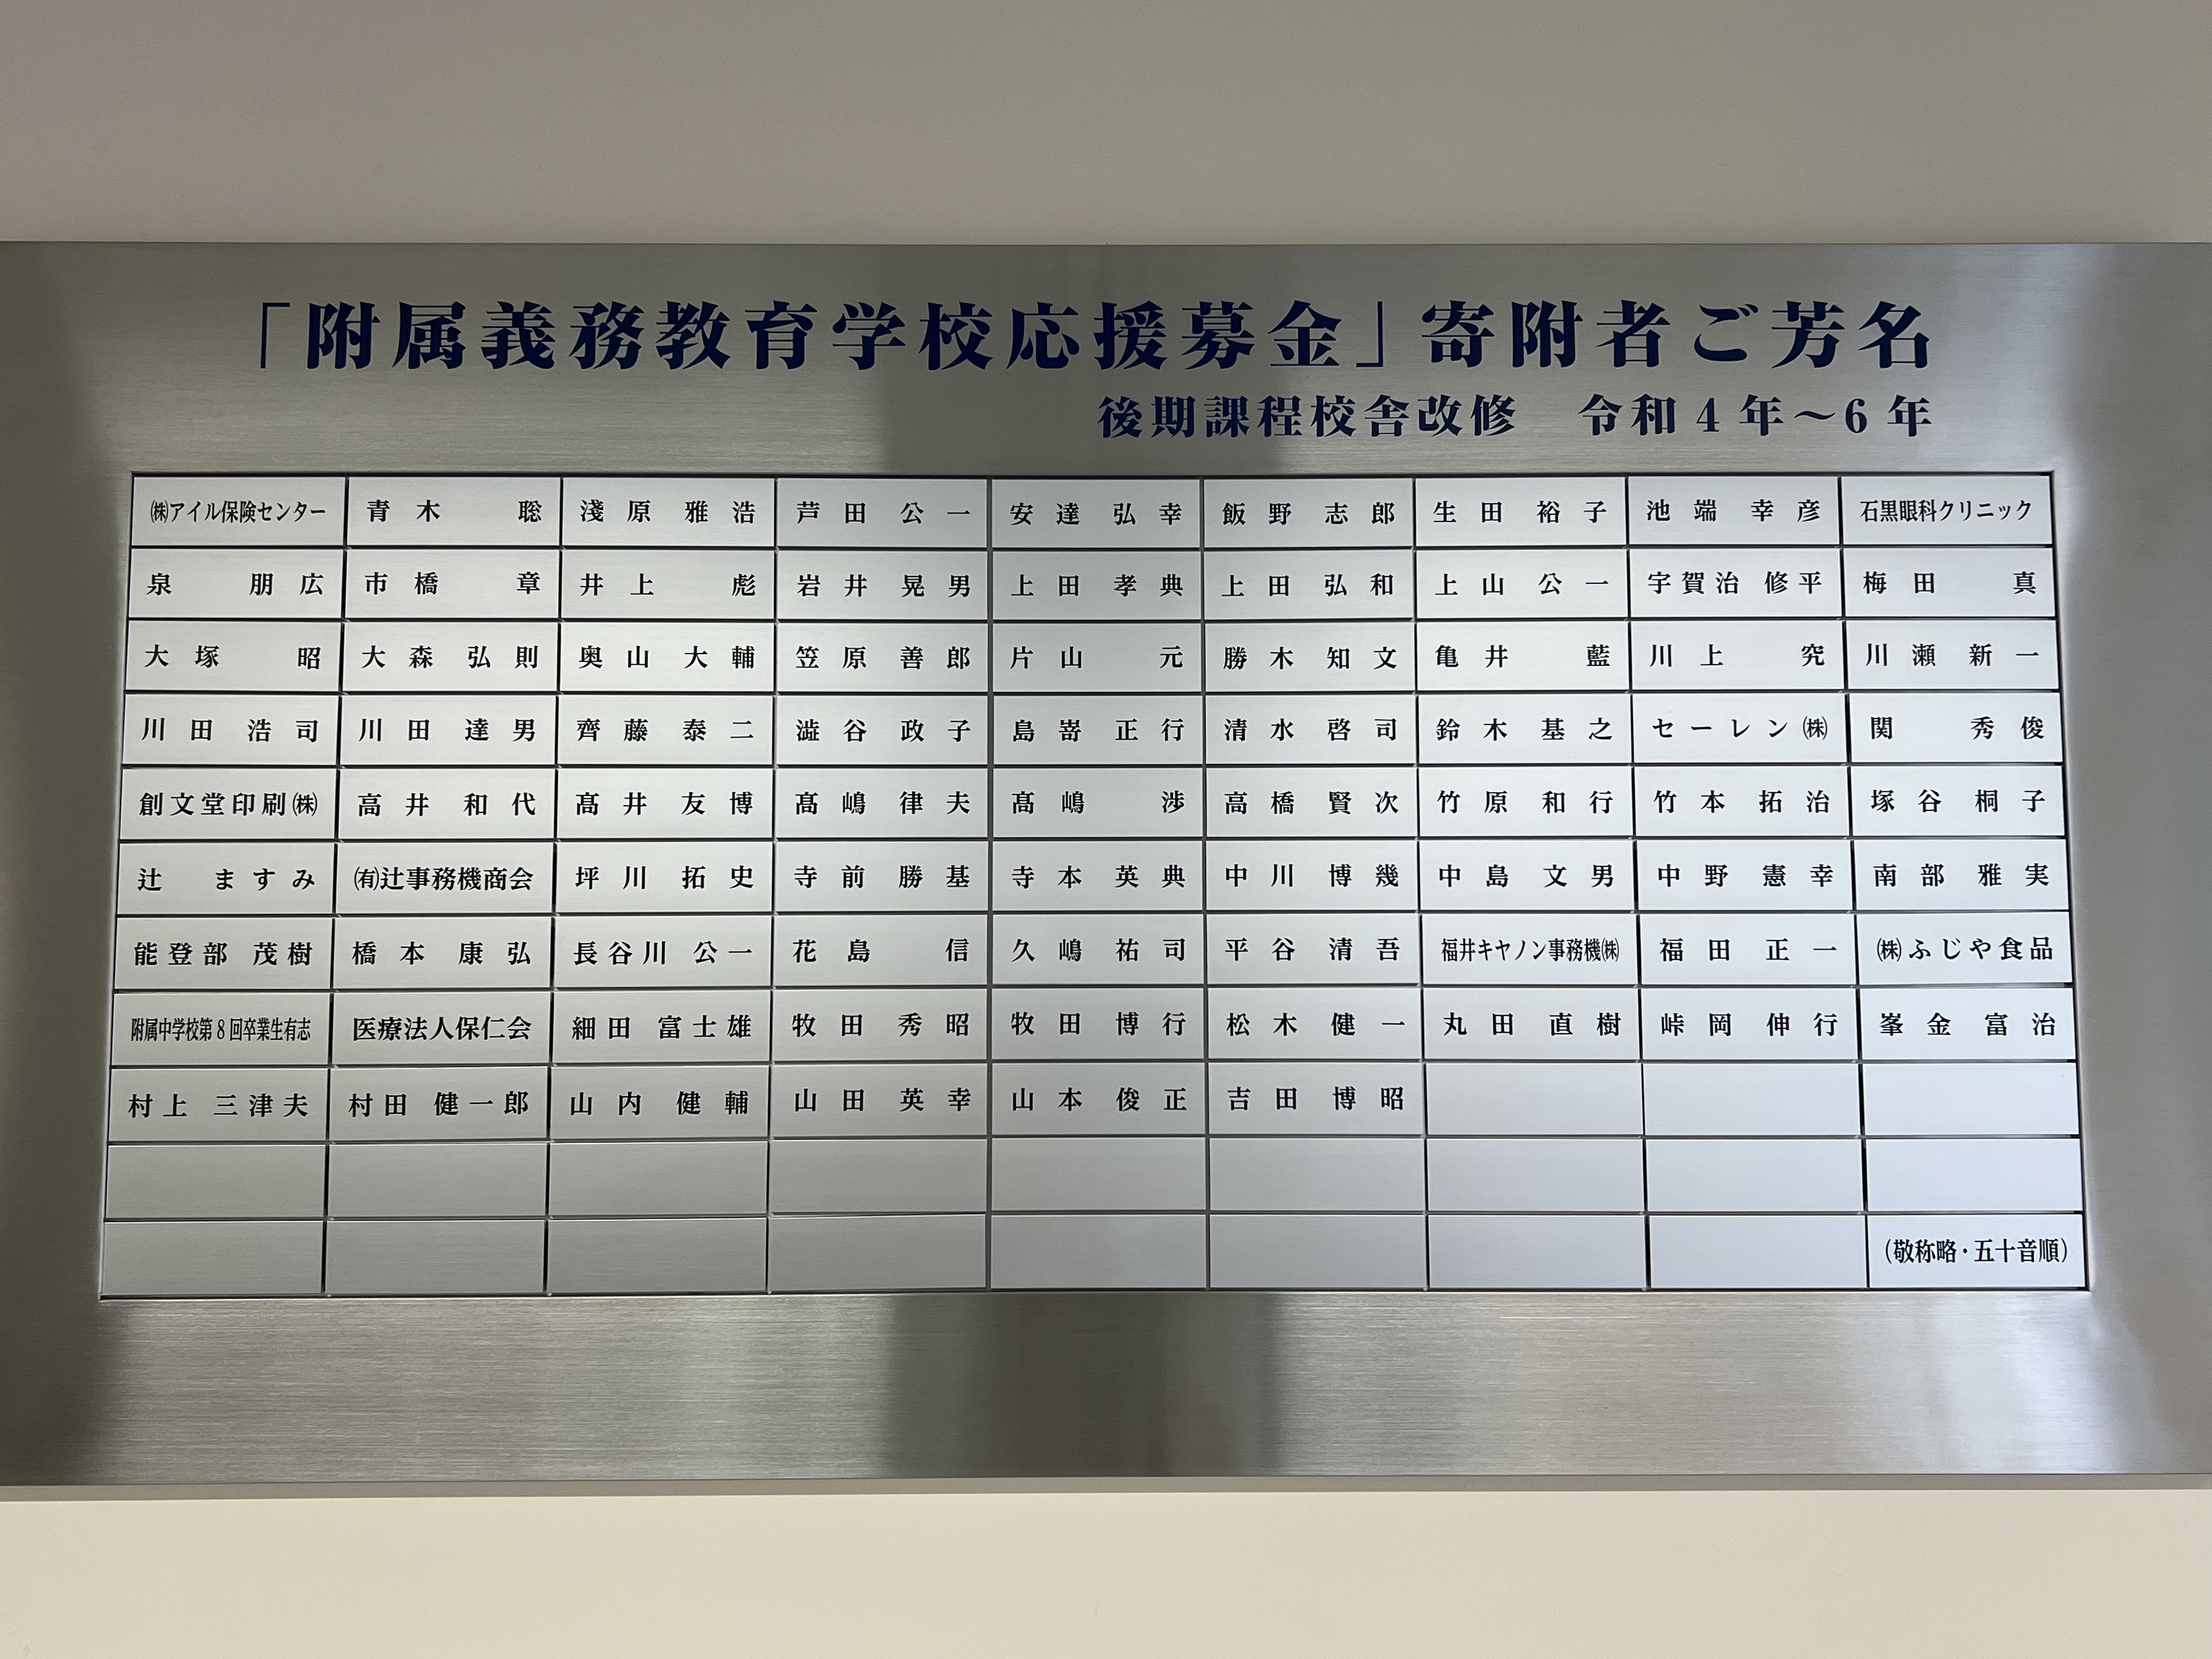 「附属義務教育学校応援募金」寄附者ご芳名
後期課程校舎改修　令和4年～6年
㈱アイル保険センター　青木　聡　淺原　雅浩　芦田　公一　安達　弘幸　飯野　志郎　生田　裕子　池端　幸彦　石黒眼科クリニック
泉　朋広　市橋　章　井上　彪　岩井　晃男　上田　孝典　上田　弘和　上山　公一　宇賀治　修平　梅田　真
大塚　昭　大森　弘則　奥山　大輔　笠原　善郎　片山　元　勝木　知文　亀井　藍　川上　究　川瀬　新一
川田　浩司　川田　達男　齊藤　泰二　澁谷　政子　島嵜　正行　清水　啓司　鈴木　基之　セーレン㈱　関　秀俊
創文堂印刷㈱　高井　和代　髙井　友博　髙嶋　律夫　髙嶋　渉　高橋　賢次　竹原　和行　竹本　拓治　塚谷　桐子
辻　ますみ　㈲辻事務機商会　坪川　拓史　寺前　勝基　寺本　英典　中川　博幾　中島　文男　中野　憲幸　南部　雅実
能登部　茂樹　橋本　康弘　長谷川　公一　花島　信　久嶋　祐司　平谷　清吾　福井キヤノン事務機㈱　福田　正一　㈱ふじや食品
附属中学校第8回卒業生有志　医療法人保仁会　細田　富士雄　牧田　秀昭　牧田　博行　松木　健一　丸田　直樹　峠岡　伸行　峯金　富治
村上　三津夫　村田　健一郎　山内　健輔　山田　英幸　山本　俊正　吉田　博昭
（敬称略・五十音順）